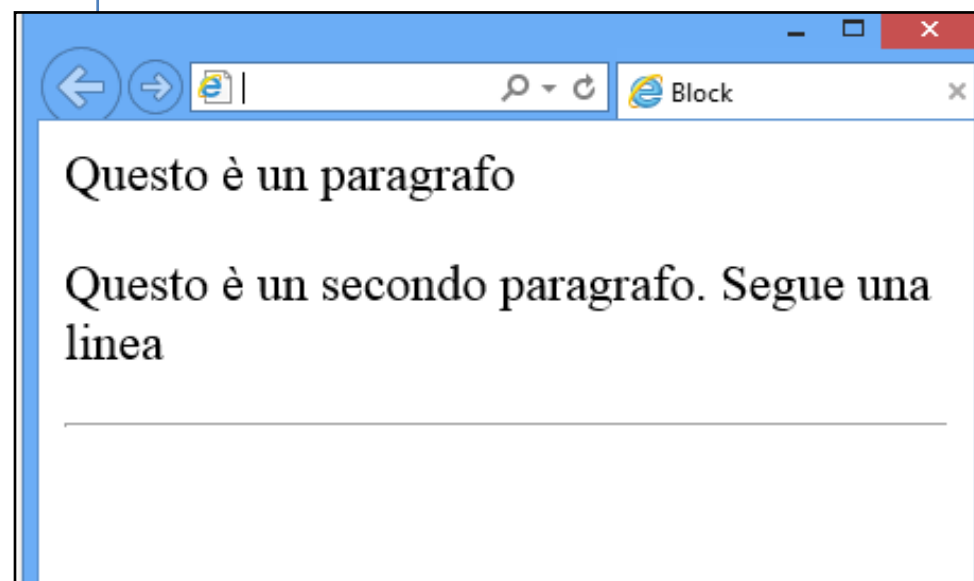 Block
Questo è un paragrafo
Questo è un secondo paragrafo. Segue una
linea